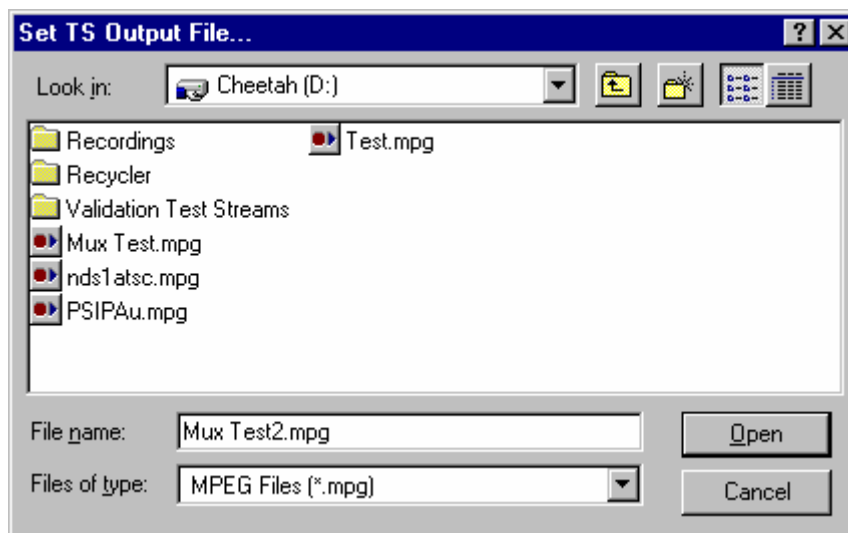 Set TS Output File...
Look in: Cheetah (D:)
Recordings
Recycler
Validation Test Streams
Mux Test.mpg
nds1atsc.mpg
PSIPAu.mpg
Test.mpg
File name: Mux Test2.mpg Open
Files of type: MPEG Files (*.mpg) Cancel